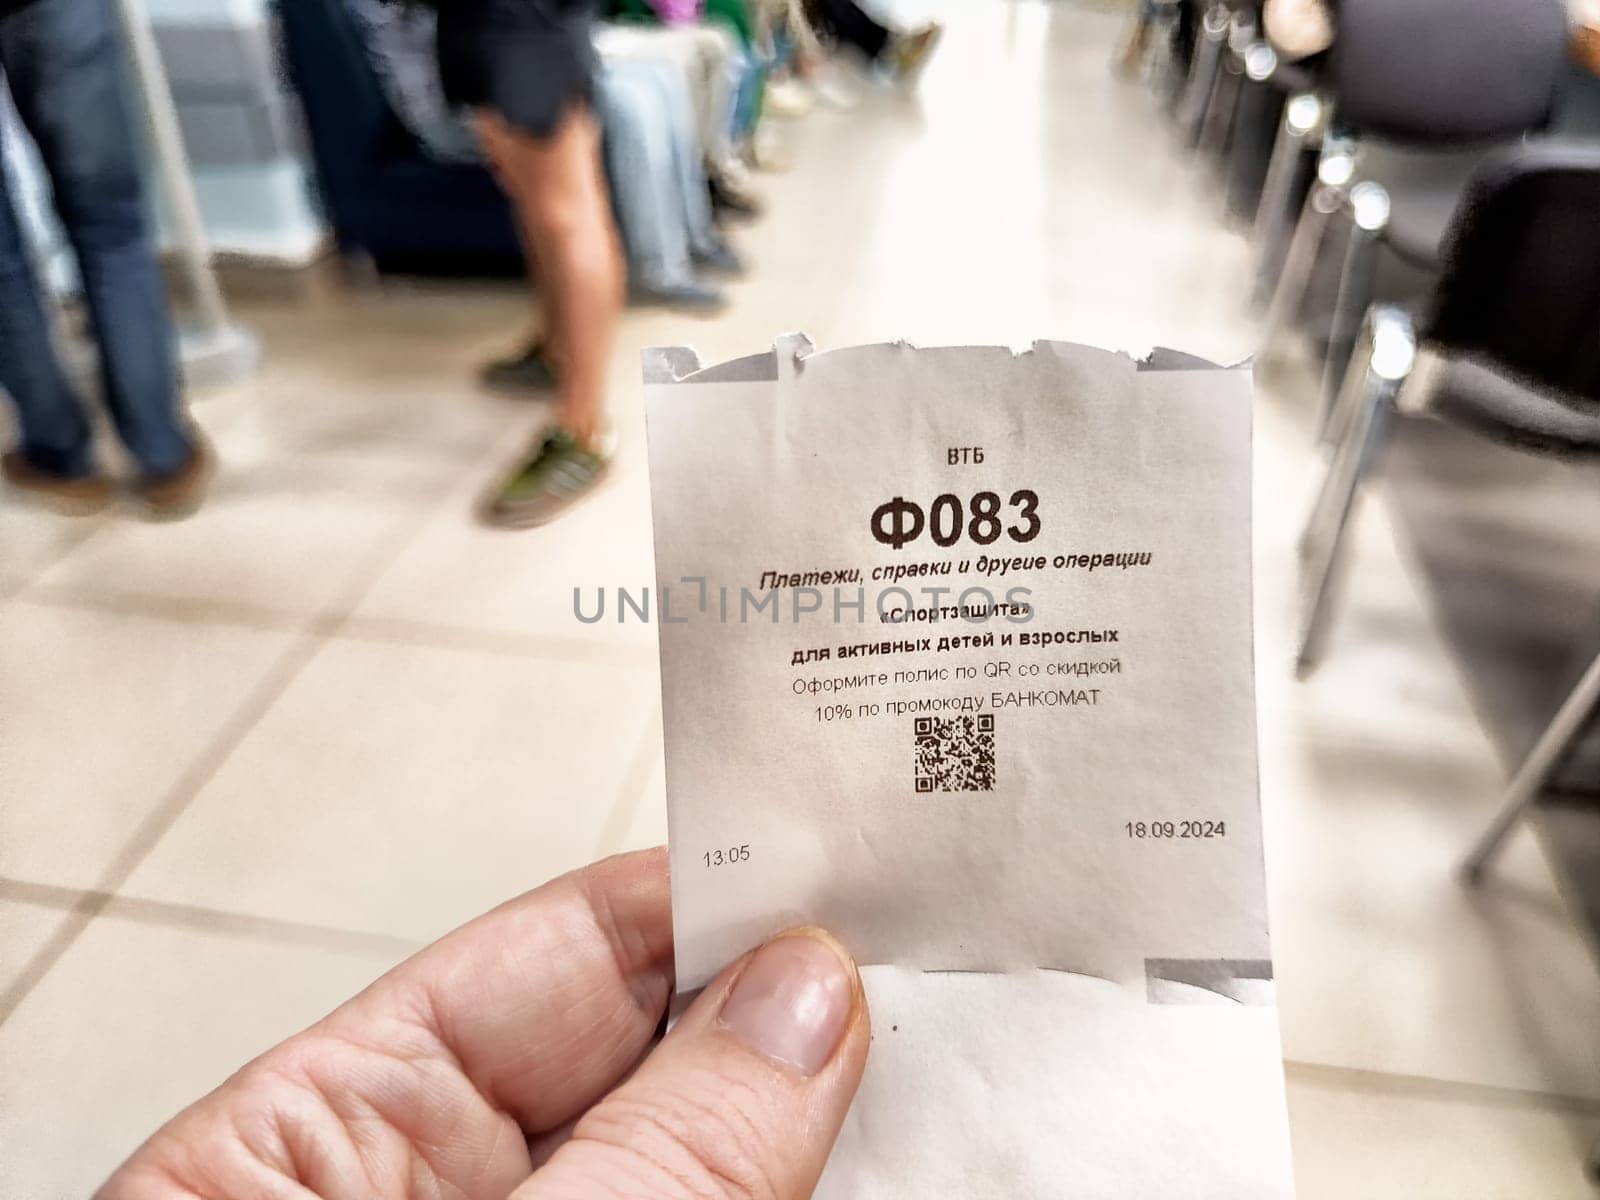 ВТБ
Ф083
Платежи, справки и другие операции
UNLIMPHOTOS
«Спортзащита»
для активных детей и взрослых
Оформите полис по QR со скидкой
10% по промокоду БАНКОМАТ
18.09.2024
13:05